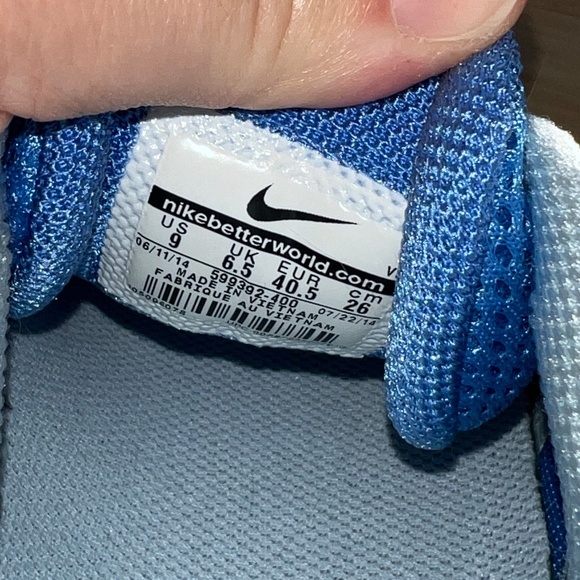 nikebetterworld.com
US UK EUR cm
9 6.5 40.5 26
06/11/14 599392-400 07/22/14
MADE IN VIETNAM
FABRIQUE AU VIETNAM